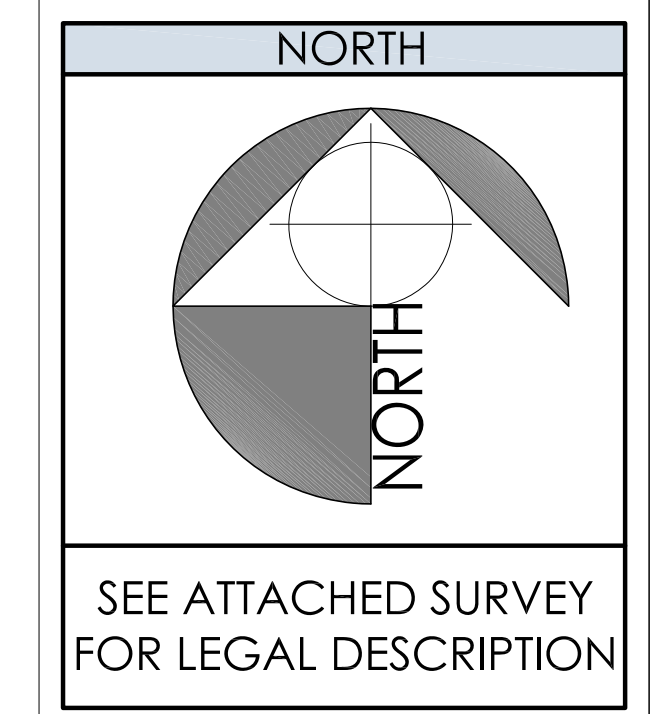 NORTH
NORTH
SEE ATTACHED SURVEY
FOR LEGAL DESCRIPTION